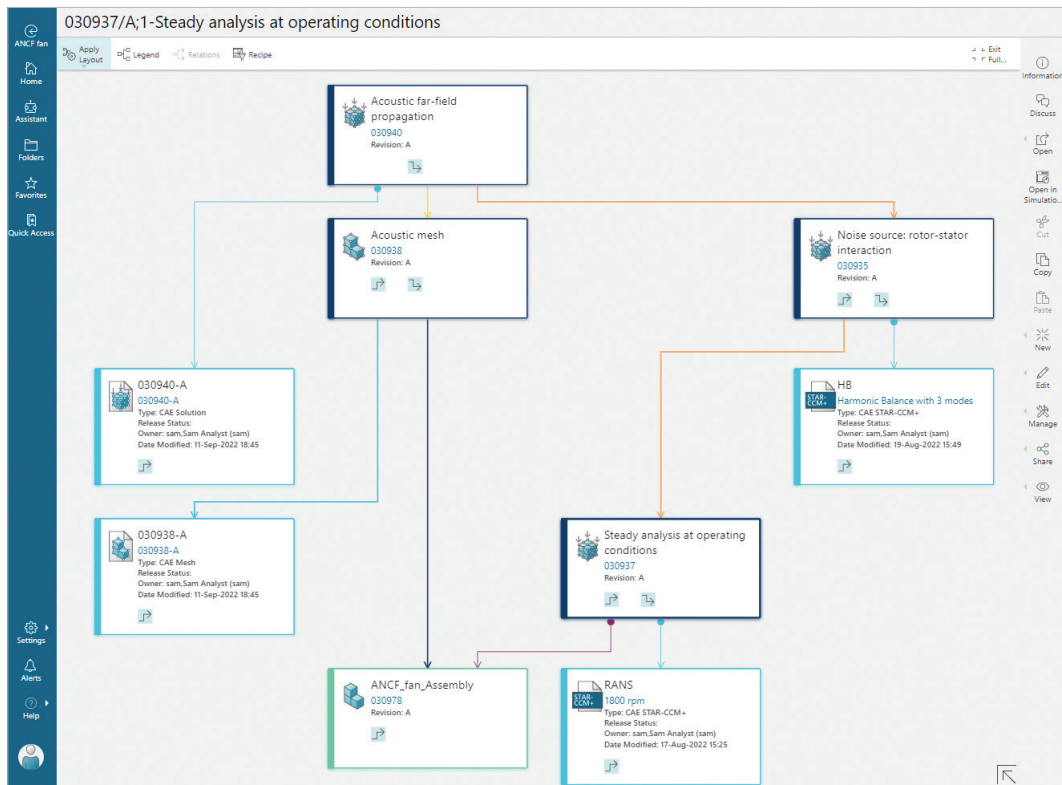 030937/A;1-Steady analysis at operating conditions
ANCF fan
Home
Assistant
Folders
Favorites
Quick Access
Settings
Alerts
Help
Apply
Layout
Legend
Relations
Recipe
Exit
Full...
Acoustic far-field
propagation
030940
Revision: A
Acoustic mesh
030938
Revision: A
Noise source: rotor-stator
interaction
030935
Revision: A
030940-A
030940-A
Type: CAE Solution
Release Status:
Owner: sam,Sam Analyst (sam)
Date Modified: 11-Sep-2022 18:45
STAR-
CCM+
HB
Harmonic Balance with 3 modes
Type: CAE STAR-CCM+
Release Status:
Owner: sam,Sam Analyst (sam)
Date Modified: 19-Aug-2022 15:49
030938-A
030938-A
Type: CAE Mesh
Release Status:
Owner: sam,Sam Analyst (sam)
Date Modified: 11-Sep-2022 18:45
Steady analysis at operating
conditions
030937
Revision: A
ANCF_fan_Assembly
030978
Revision: A
STAR-
CCM+
RANS
1800 rpm
Type: CAE STAR-CCM+
Release Status:
Owner: sam,Sam Analyst (sam)
Date Modified: 17-Aug-2022 15:25
Information
Discuss
Open
Open in
Simulatio...
Cut
Copy
Paste
New
Edit
Manage
Share
View